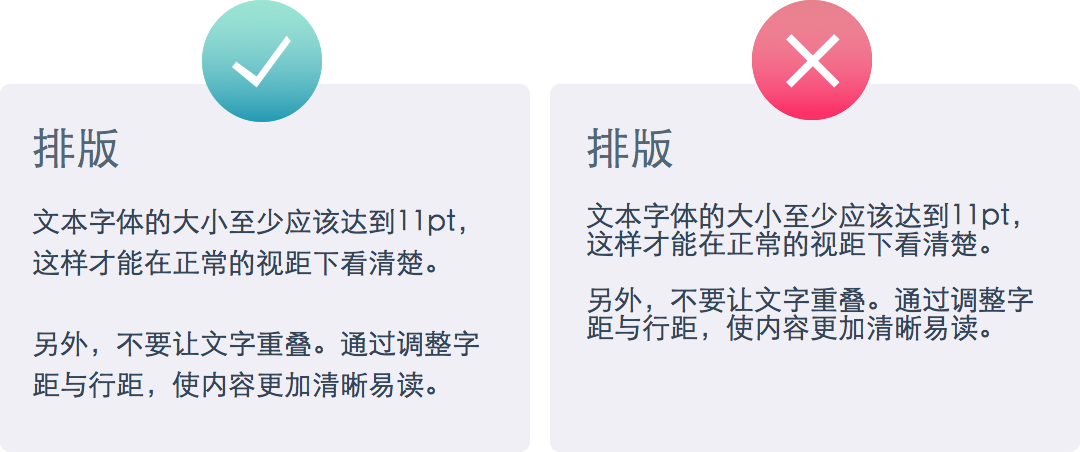 排版
文本字体的大小至少应该达到11pt，
这样才能在正常的视距下看清楚。
另外，不要让文字重叠。通过调整字
距与行距，使内容更加清晰易读。
排版
文本字体的大小至少应该达到11pt，
这样才能在正常的视距下看清楚。
另外，不要让文字重叠。通过调整字
距与行距，使内容更加清晰易读。